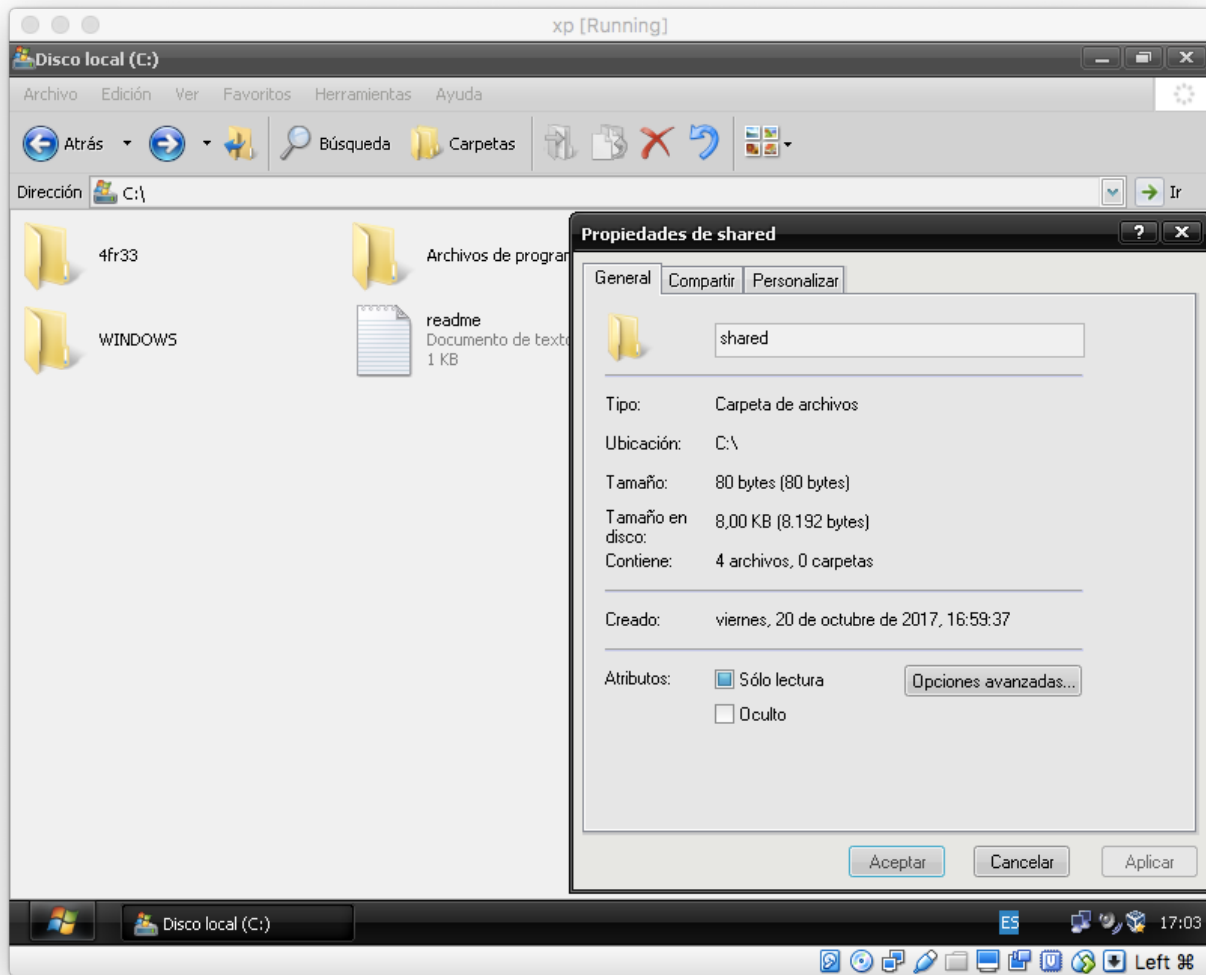 xp [Running]
Disco local (C:)
Archivo Edición Ver Favoritos Herramientas Ayuda
Atrás Búsqueda Carpetas
Dirección C:\ Ir
4fr33
Archivos de prograr
WINDOWS
readme
Documento de texto
1 KB
Propiedades de shared
General Compartir Personalizar
shared
Tipo: Carpeta de archivos
Ubicación: C:\
Tamaño: 80 bytes (80 bytes)
Tamaño en
disco: 8,00 KB (8.192 bytes)
Contiene: 4 archivos, 0 carpetas
Creado: viernes, 20 de octubre de 2017, 16:59:37
Atributos: Sólo lectura Opciones avanzadas...
Oculto
Aceptar Cancelar Aplicar
Disco local (C:) ES 17:03
Left ⌘